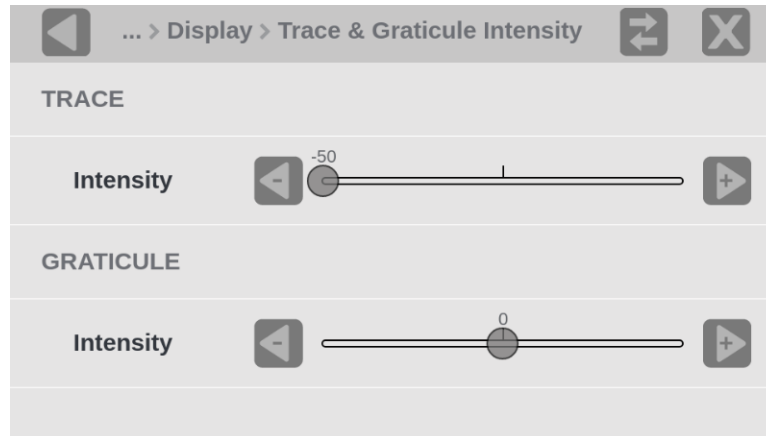 ... > Display > Trace & Graticule Intensity
TRACE
-50
Intensity - +
GRATICULE
0
Intensity - +